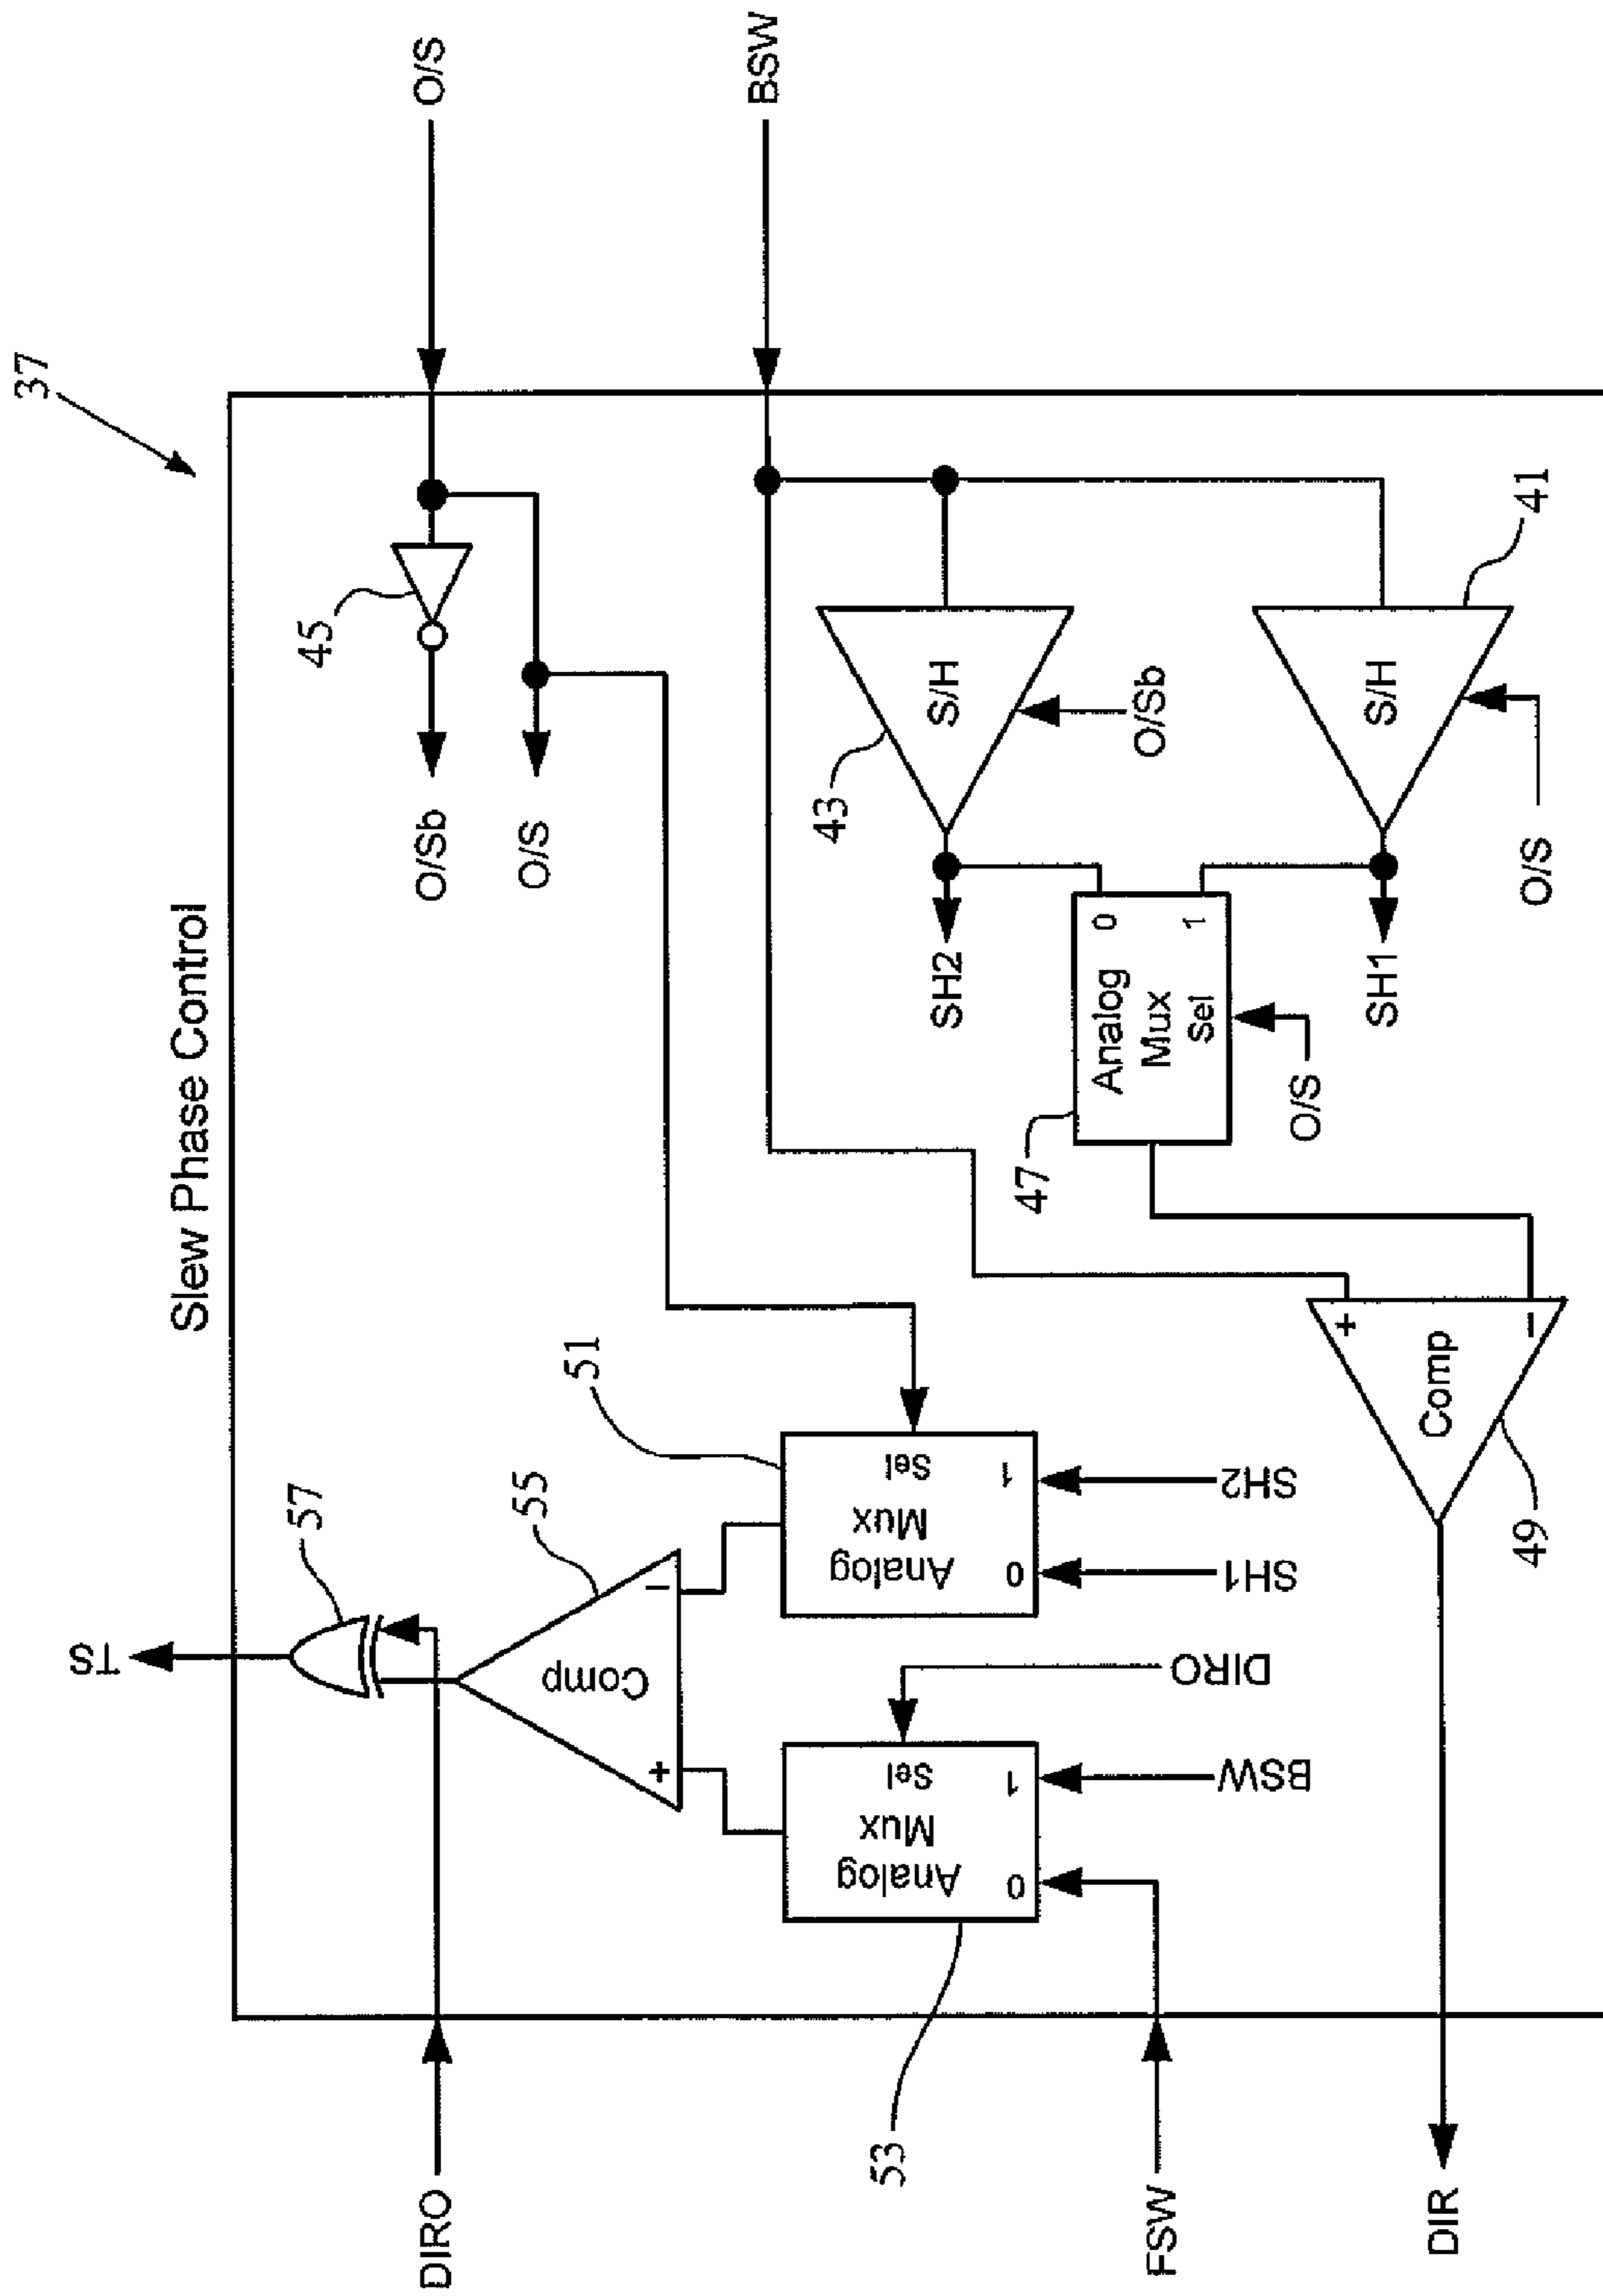 37
Slew Phase Control
O/S
BSW
45
O/Sb
O/S
43
S/H
O/Sb
41
S/H
O/S
SH2
SH1
47
Analog
Mux
Sel
0
1
O/S
57
TS
55
Comp
+
−
51
Analog
Mux
Sel
0
1
SH1
SH2
53
Analog
Mux
Sel
0
1
DIRO
BSW
49
Comp
+
−
DIRO
FSW
DIR